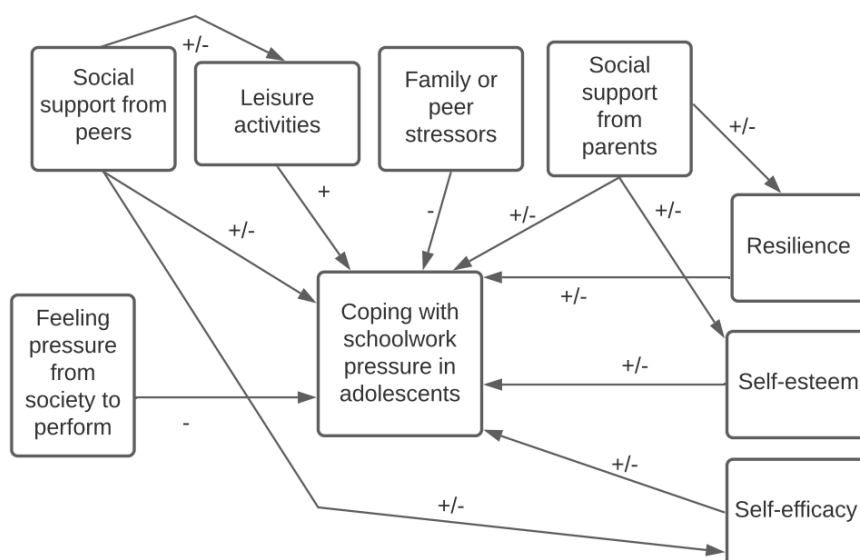 +/-
Social
support from
peers
Leisure
activities
Family or
peer
stressors
Social
support
from
parents
+/-
+
-
+/-
+/-
+/-
Resilience
+/-
Feeling
pressure
from
society to
perform
-
Coping with
schoolwork
pressure in
adolescents
+/-
Self-esteem
+/-
Self-efficacy
+/-